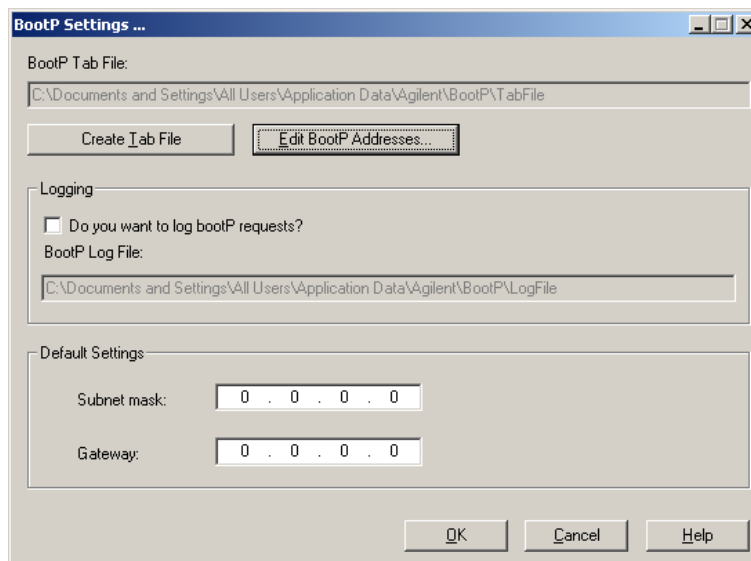 BootP Settings ...
BootP Tab File:
C:\Documents and Settings\All Users\Application Data\Agilent\BootP\TabFile
Create Tab File Edit BootP Addresses...
Logging
Do you want to log bootP requests?
BootP Log File:
C:\Documents and Settings\All Users\Application Data\Agilent\BootP\LogFile
Default Settings
Subnet mask: 0 . 0 . 0 . 0
Gateway: 0 . 0 . 0 . 0
OK Cancel Help